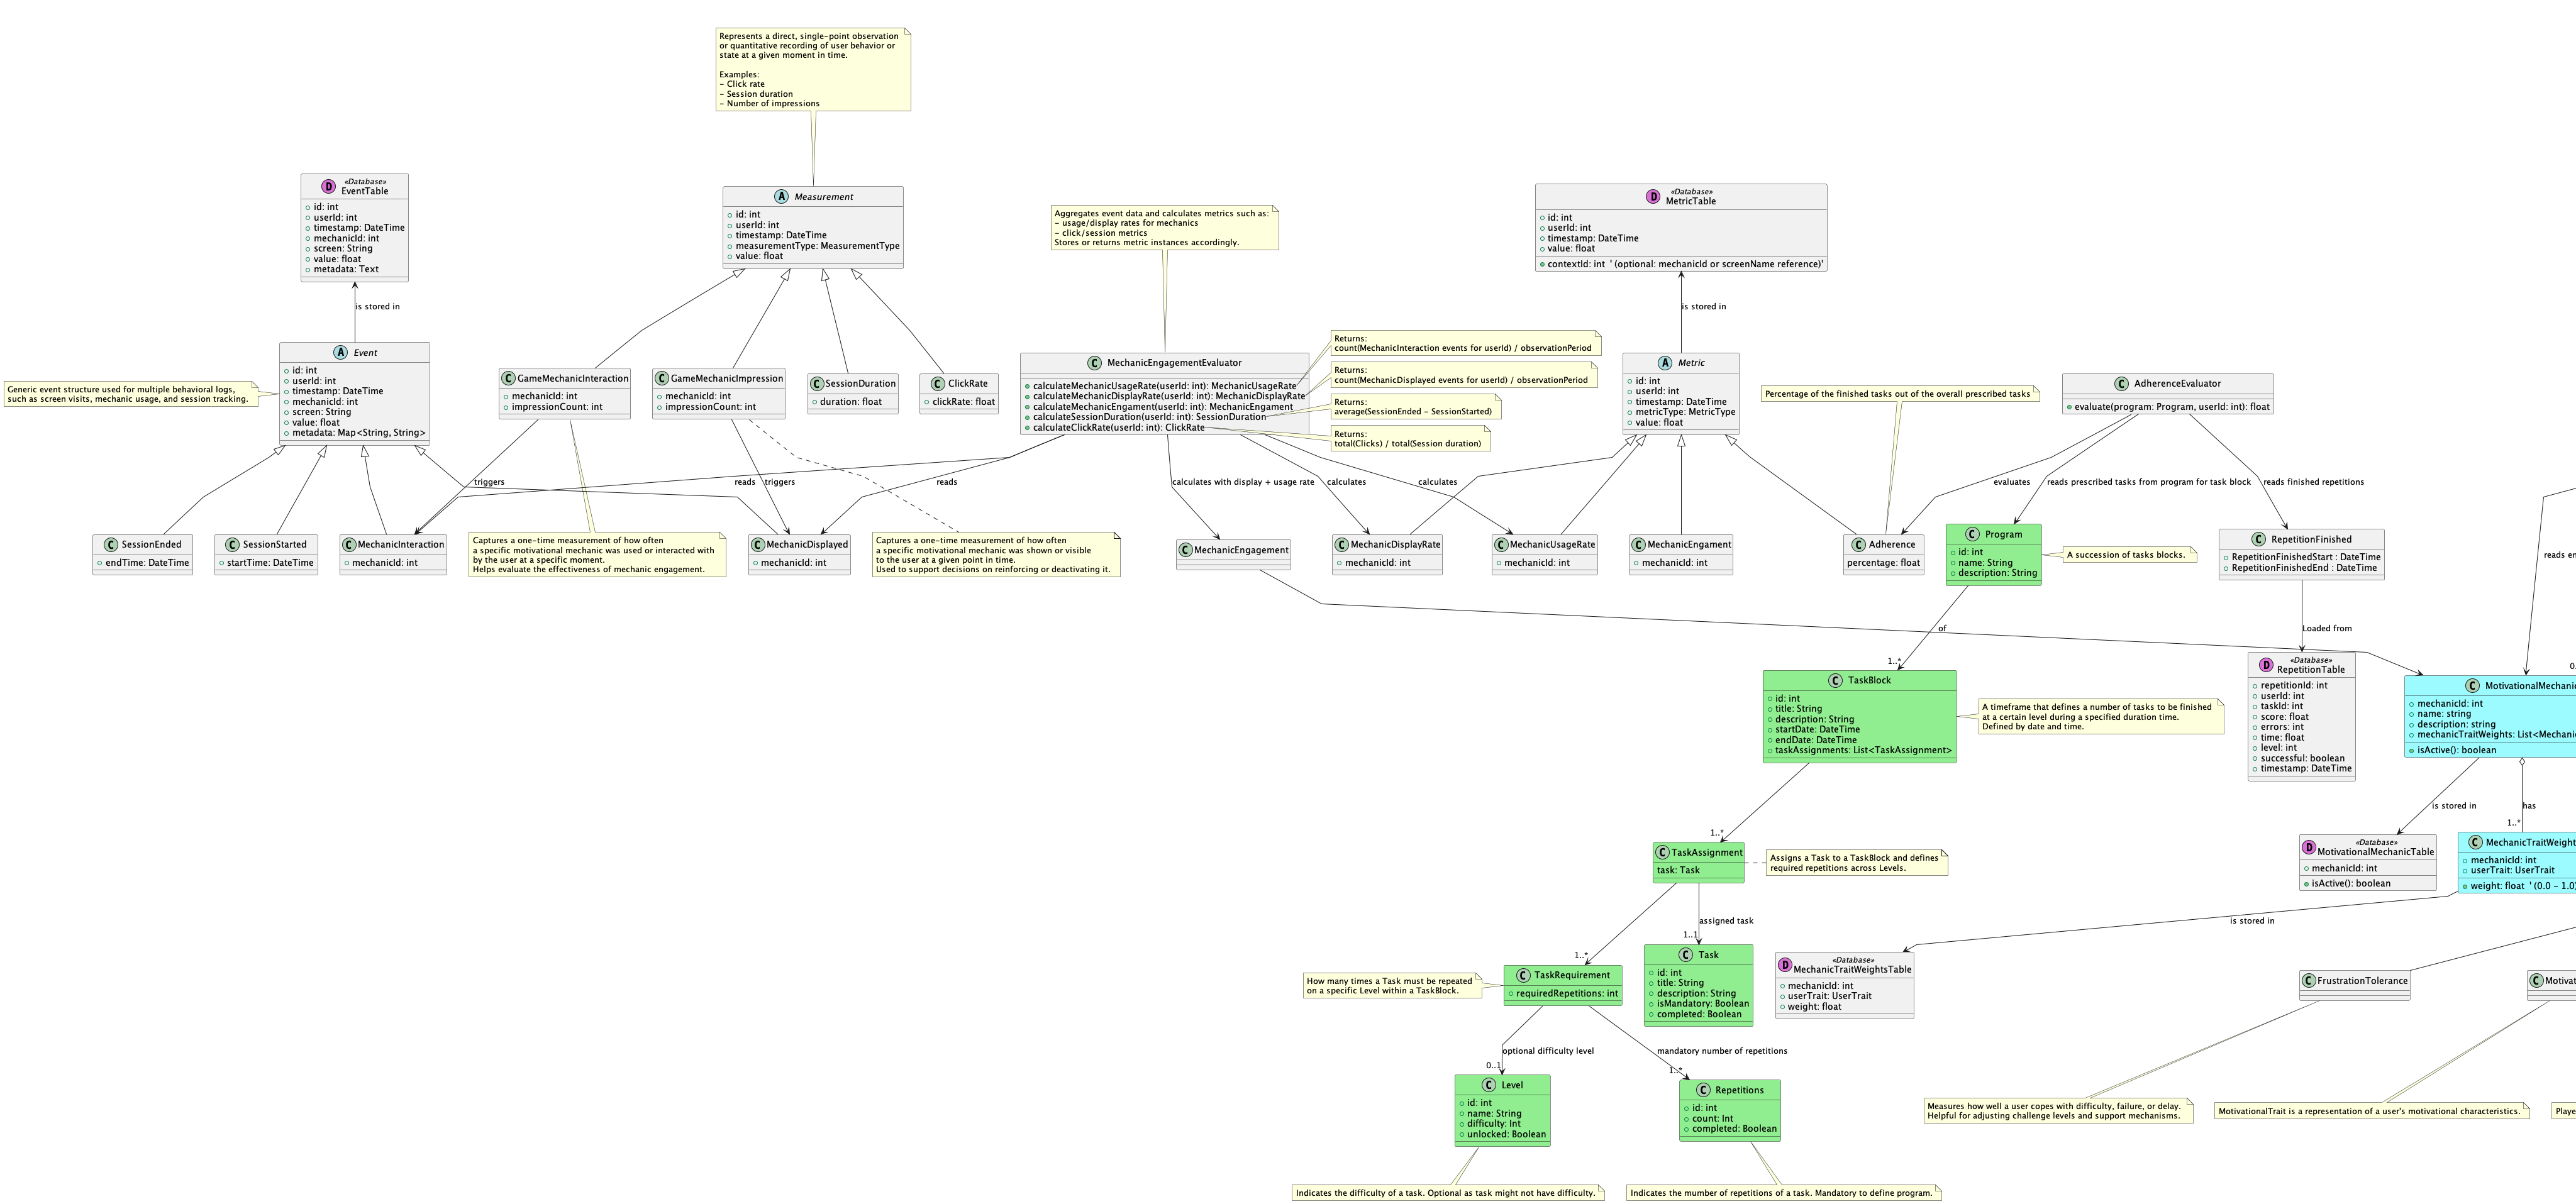 Represents a direct, single-point observation
or quantitative recording of user behavior or
state at a given moment in time.
Examples:
- Click rate
- Session duration
- Number of impressions
«Database»
D EventTable
id: int
userId: int
timestamp: DateTime
mechanicId: int
screen: String
value: float
metadata: Text
A Measurement
id: int
userId: int
timestamp: DateTime
measurementType: MeasurementType
value: float
Aggregates event data and calculates metrics such as:
- usage/display rates for mechanics
- click/session metrics
Stores or returns metric instances accordingly.
«Database»
D MetricTable
id: int
userId: int
timestamp: DateTime
value: float
contextId: int ' (optional: mechanicId or screenName reference)'
is stored in
is stored in
Generic event structure used for multiple behavioral logs,
such as screen visits, mechanic usage, and session tracking.
A Event
id: int
userId: int
timestamp: DateTime
mechanicId: int
screen: String
value: float
metadata: Map<String, String>
C GameMechanicInteraction
mechanicId: int
impressionCount: int
C GameMechanicImpression
mechanicId: int
impressionCount: int
C SessionDuration
duration: float
C ClickRate
clickRate: float
C MechanicEngagementEvaluator
calculateMechanicUsageRate(userId: int): MechanicUsageRate
calculateMechanicDisplayRate(userId: int): MechanicDisplayRate
calculateMechanicEngament(userId: int): MechanicEngament
calculateSessionDuration(userId: int): SessionDuration
calculateClickRate(userId: int): ClickRate
Returns:
count(MechanicInteraction events for userId) / observationPeriod
Returns:
count(MechanicDisplayed events for userId) / observationPeriod
Returns:
average(SessionEnded - SessionStarted)
Returns:
total(Clicks) / total(Session duration)
A Metric
id: int
userId: int
timestamp: DateTime
metricType: MetricType
value: float
Percentage of the finished tasks out of the overall prescribed tasks
C AdherenceEvaluator
evaluate(program: Program, userId: int): float
triggers
reads
triggers
reads
calculates with display + usage rate
calculates
calculates
evaluates
reads prescribed tasks from program for task block
reads finished repetitions
C SessionEnded
endTime: DateTime
C SessionStarted
startTime: DateTime
C MechanicInteraction
mechanicId: int
Captures a one-time measurement of how often
a specific motivational mechanic was used or interacted with
by the user at a specific moment.
Helps evaluate the effectiveness of mechanic engagement.
C MechanicDisplayed
mechanicId: int
Captures a one-time measurement of how often
a specific motivational mechanic was shown or visible
to the user at a given point in time.
Used to support decisions on reinforcing or deactivating it.
C MechanicEngagement
C MechanicDisplayRate
mechanicId: int
C MechanicUsageRate
mechanicId: int
C MechanicEngament
mechanicId: int
C Adherence
percentage: float
C Program
id: int
name: String
description: String
A succession of tasks blocks.
C RepetitionFinished
RepetitionFinishedStart : DateTime
RepetitionFinishedEnd : DateTime
of
Loaded from
1..*
C TaskBlock
id: int
title: String
description: String
startDate: DateTime
endDate: DateTime
taskAssignments: List<TaskAssignment>
A timeframe that defines a number of tasks to be finished
at a certain level during a specified duration time.
Defined by date and time.
«Database»
D RepetitionTable
repetitionId: int
userId: int
taskId: int
score: float
errors: int
time: float
level: int
successful: boolean
timestamp: DateTime
C MotivationalMechanic
mechanicId: int
name: string
description: string
mechanicTraitWeights: List<Mechanic
isActive(): boolean
is stored in
has
1..*
1..*
C TaskAssignment
task: Task
Assigns a Task to a TaskBlock and defines
required repetitions across Levels.
«Database»
D MotivationalMechanicTable
mechanicId: int
isActive(): boolean
C MechanicTraitWeight
mechanicId: int
userTrait: UserTrait
weight: float ' (0.0 - 1.0)
assigned task
is stored in
1..*
1..1
How many times a Task must be repeated
on a specific Level within a TaskBlock.
C TaskRequirement
requiredRepetitions: int
C Task
id: int
title: String
description: String
isMandatory: Boolean
completed: Boolean
«Database»
D MechanicTraitWeightsTable
mechanicId: int
userTrait: UserTrait
weight: float
C FrustrationTolerance
optional difficulty level
mandatory number of repetitions
0..1
1..*
C Level
id: int
name: String
difficulty: Int
unlocked: Boolean
C Repetitions
id: int
count: Int
completed: Boolean
Measures how well a user copes with difficulty, failure, or delay.
Helpful for adjusting challenge levels and support mechanisms.
MotivationalTrait is a representation of a user's motivational characteristics.
Indicates the difficulty of a task. Optional as task might not have difficulty.
Indicates the mumber of repetitions of a task. Mandatory to define program.